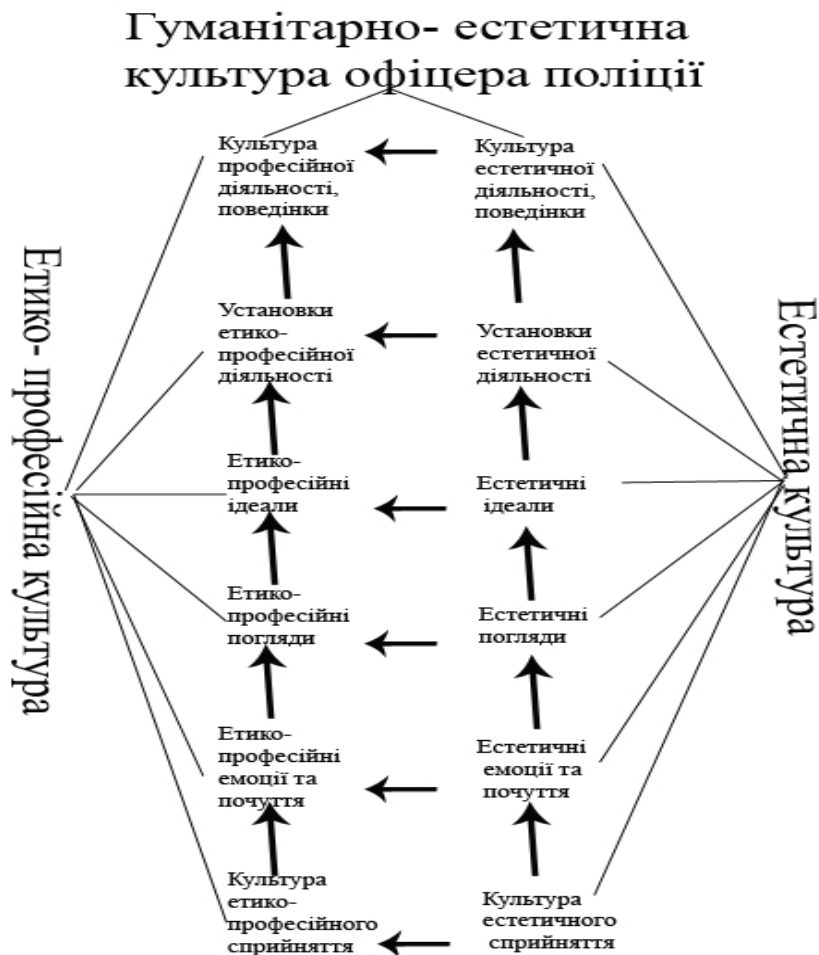 Гуманітарно- естетична
культура офіцера поліції
Культура
професійної
діяльності,
поведінки
Культура
естетичної
діяльності,
поведінки
Етико- професійна культура
Естетична культура
Установки
етико-
професійної
діяльності
Установки
естетичної
діяльності
Етико-
професійні
ідеали
Естетичні
ідеали
Етико-
професійні
погляди
Естетичні
погляди
Етико-
професійні
емоції та
почуття
Естетичні
емоції та
почуття
Культура
етико-
професійного
сприйняття
Культура
естетичного
сприйняття